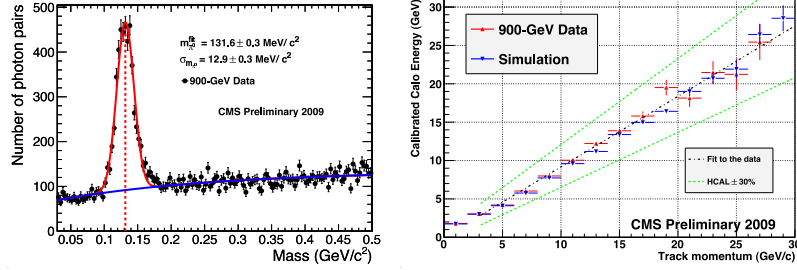 Number of photon pairs
500
400
300
200
100
0
m_π⁰^fit = 131.6 ± 0.3 MeV/ c²
= 12.9 ± 0.3 MeV/ c²
900-GeV Data
CMS Preliminary 2009
0.05 0.1 0.15 0.2 0.25 0.3 0.35 0.4 0.45 0.5
Mass (GeV/c²)
Calibrated Calo Energy (GeV)
30
25
20
15
10
5
0
900-GeV Data
Simulation
Fit to the data
HCAL ± 30%
CMS Preliminary 2009
0 5 10 15 20 25 30
Track momentum (GeV/c)